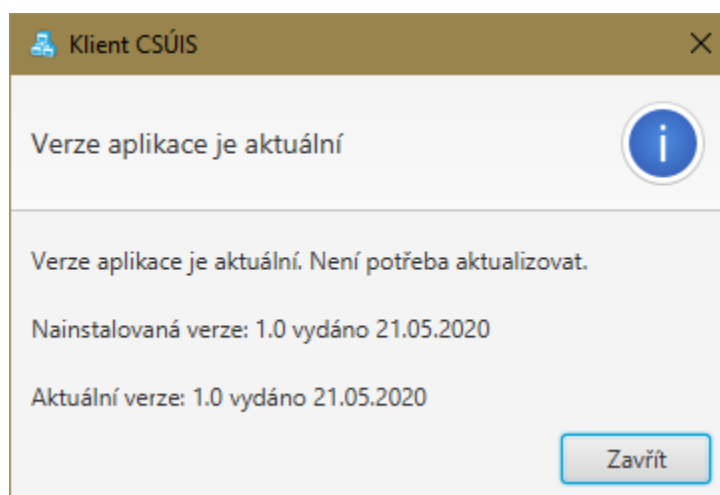 Klient CSÚIS
Verze aplikace je aktuální
Verze aplikace je aktuální. Není potřeba aktualizovat.
Nainstalovaná verze: 1.0 vydáno 21.05.2020
Aktuální verze: 1.0 vydáno 21.05.2020
Zavřít